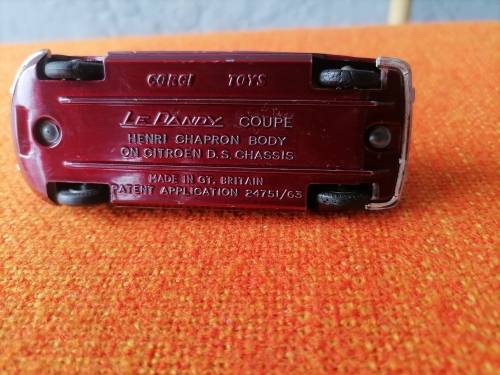 CORGI TOYS
LE DANDY COUPE
HENRI CHAPRON BODY
ON CITROEN D.S. CHASSIS
MADE IN GT. BRITAIN
PATENT APPLICATION 24751/63